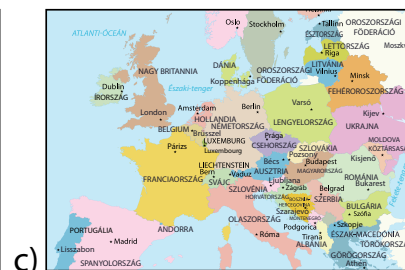 Oslo
Stockholm
Tallinn
OROSZORSZÁGI
FÖDERÁCIÓ
ATLANTI-ÓCEÁN
ÉSZTORSZÁG
LETTORSZÁG
Riga
Északi-tenger
DÁNIA
LITVÁNIA
Vilnius
NAGY BRITANNIA
Koppenhága
OROSZORSZÁGI
FÖDERÁCIÓ
Minsk
Dublin
ÍRORSZÁG
FEHÉROROSZORSZÁG
Amsterdam
Berlin
Varsó
London
HOLLANDIA
NÉMETORSZÁG
LENGYELORSZÁG
Kijev
BELGIUM
Brüsszel
UKRAJNA
LUXEMBURG
Luxembourg
Prága
CSEHORSZÁG
Párizs
SZLOVÁKIA
MOLDOVA
KÖZTÁRSASÁG
LIECHTENSTEIN
Bécs
Pozsony
Kisjenő
Bern
Vaduz
AUSZTRIA
Budapest
MAGYARORSZÁG
FRANCIAORSZÁG
SVÁJC
Ljubljana
ROMÁNIA
SZLOVÉNIA
Zágráb
Bukarest
HORVÁTORSZÁG
Belgrad
SZERBIA
OLASZORSZÁG
Szarajevó
BULGÁRIA
Szófia
PORTUGÁLIA
ANDORRA
Podgorica
Szkopje
Madrid
Róma
Tirana
ÉSZAK-MACEDÓNIA
ALBÁNIA
Lisszabon
SPANYOLORSZÁG
GÖRÖGORSZÁG
Athén
c)